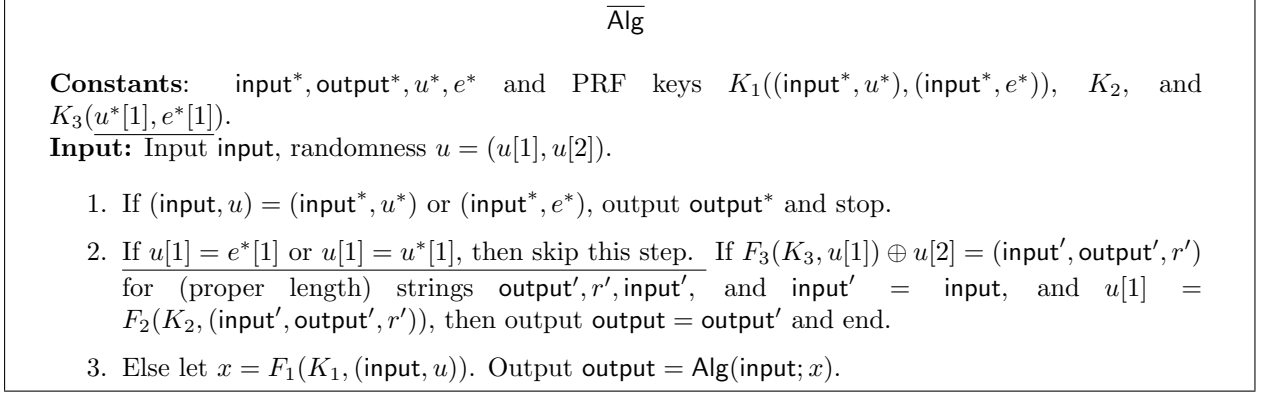 Alg
Constants: input*, output*, u*, e* and PRF keys K₁((input*, u*), (input*, e*)), K₂, and
K₃(u*[1], e*[1]).
Input: Input input, randomness u = (u[1], u[2]).
1. If (input, u) = (input*, u*) or (input*, e*), output output* and stop.
2. If u[1] = e*[1] or u[1] = u*[1], then skip this step. If F₃(K₃, u[1]) ⊕ u[2] = (input′, output′, r′)
for (proper length) strings output′, r′, input′, and input′ = input, and u[1] =
F₂(K₂, (input′, output′, r′)), then output output = output′ and end.
3. Else let x = F₁(K₁, (input, u)). Output output = Alg(input; x).